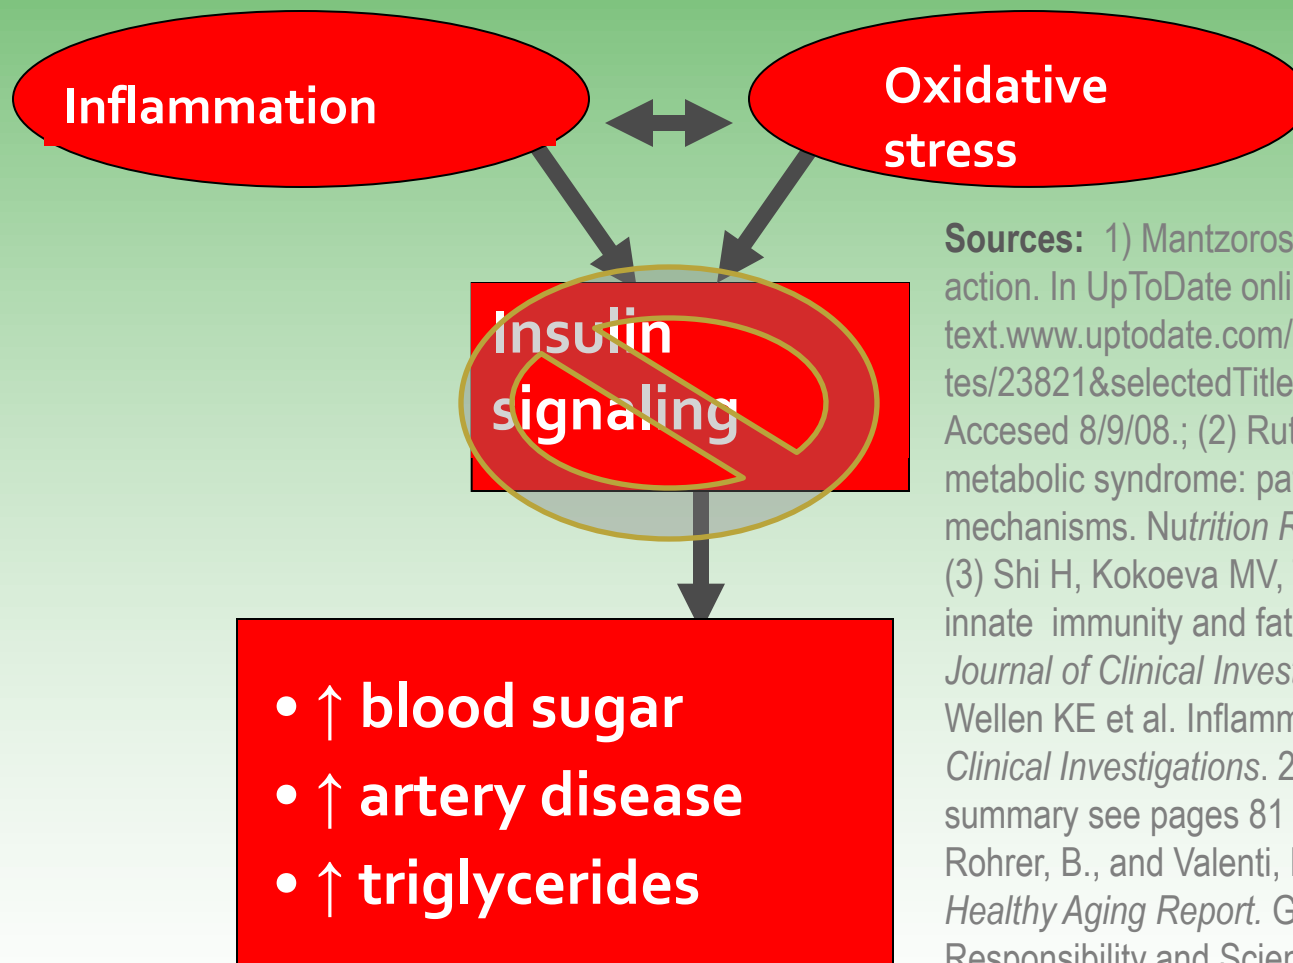 Inflammation
Oxidative
stress
Insulin
signaling
Sources: 1) Mantzoros
action. In UpToDate onli
text.www.uptodate.com/
tes/23821&selectedTitle
Accesed 8/9/08.; (2) Rut
metabolic syndrome: pa
mechanisms. Nutrition R
(3) Shi H, Kokoeva MV,
innate immunity and fat
Journal of Clinical Inves
Wellen KE et al. Inflamm
Clinical Investigations. 2
summary see pages 81
Rohrer, B., and Valenti,
Healthy Aging Report. G
Responsibility and Scien
• ↑ blood sugar
• ↑ artery disease
• ↑ triglycerides